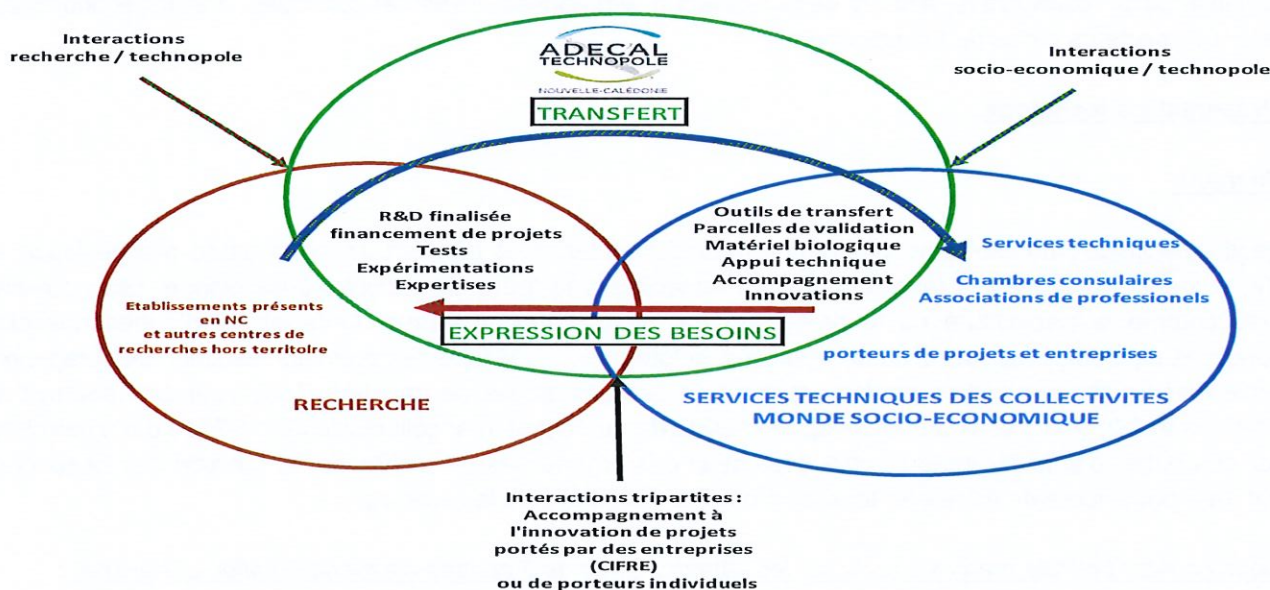 Interactions
recherche / technopole
ADECAL
TECHNOPOLE
NOUVELLE-CALÉDONIE
TRANSFERT
Interactions
socio-economique / technopole
R&D finalisée
financement de projets
Tests
Expérimentations
Expertises
Outils de transfert
Parcelles de validation
Matériel biologique
Appui technique
Accompagnement
Innovations
Services techniques
Chambres consulaires
Associations de professionels
porteurs de projets et entreprises
Etablissements présents
en NC
et autres centres de
recherches hors territoire
EXPRESSION DES BESOINS
RECHERCHE
SERVICES TECHNIQUES DES COLLECTIVITES
MONDE SOCIO-ECONOMIQUE
Interactions tripartites :
Accompagnement à
l'innovation de projets
portés par des entreprises
(CIFRE)
ou de porteurs individuels